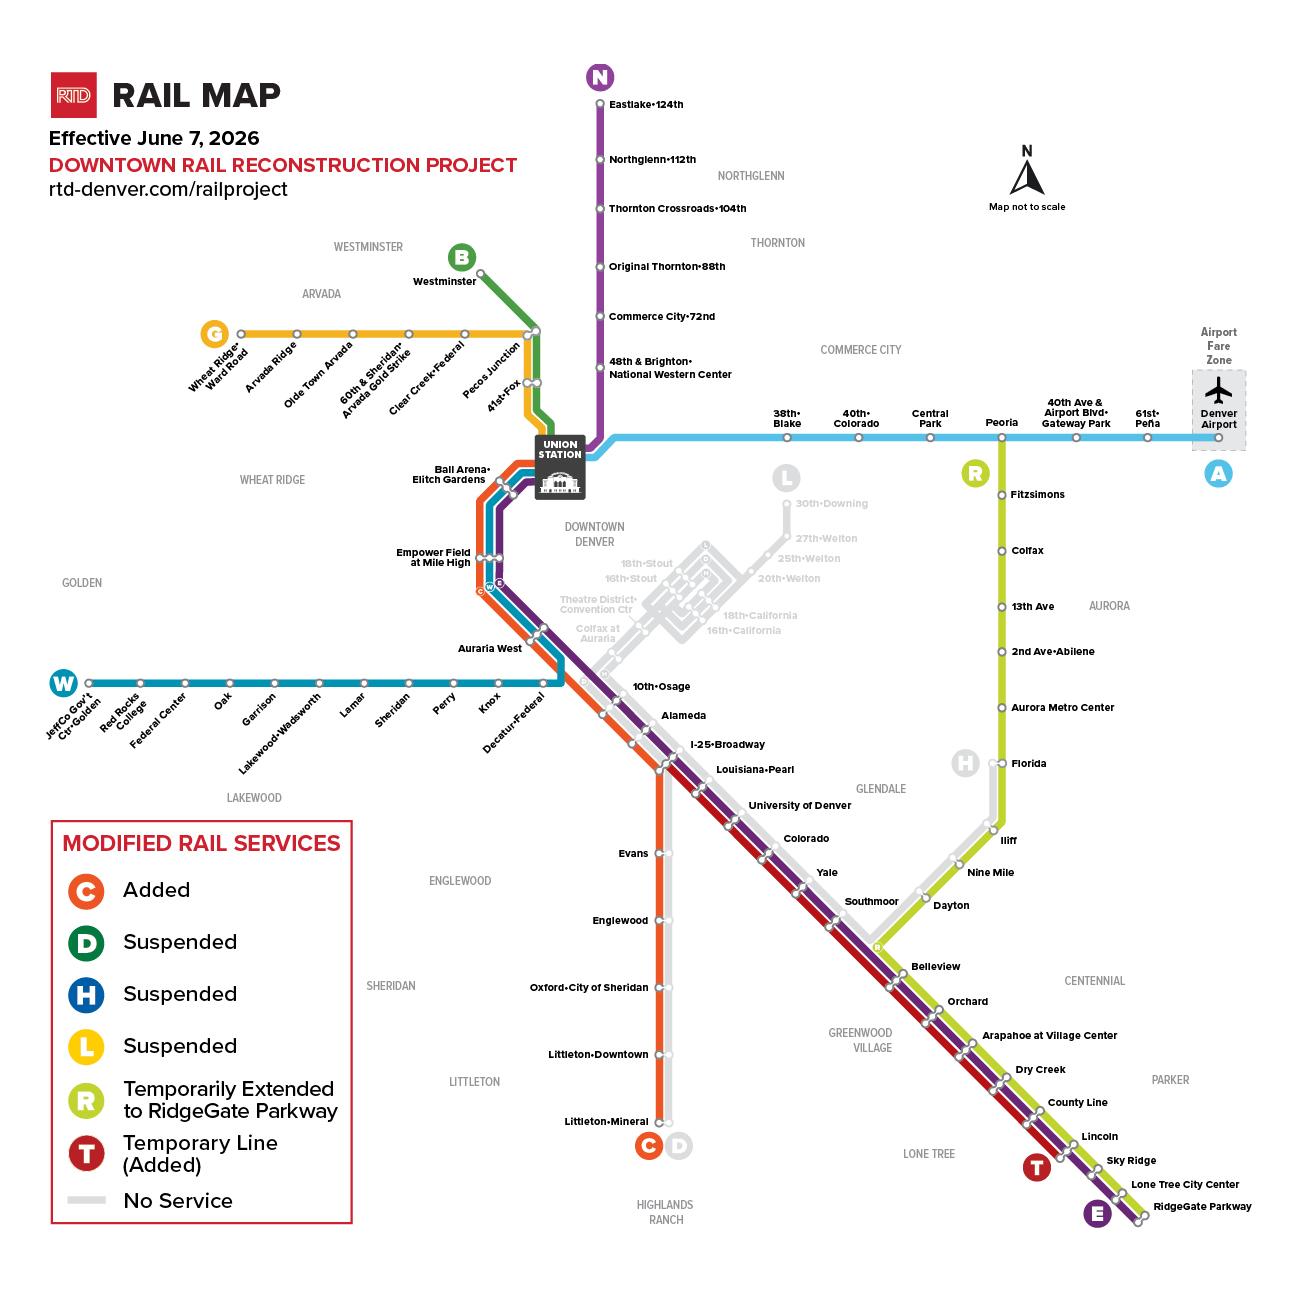 RTD
RAIL MAP
Effective June 7, 2026
DOWNTOWN RAIL RECONSTRUCTION PROJECT
rtd-denver.com/railproject
N
Eastlake•124th
Northglenn•112th
NORTHGLENN
Thornton Crossroads•104th
THORNTON
Original Thornton•88th
Commerce City•72nd
COMMERCE CITY
48th & Brighton•
National Western Center
N
Map not to scale
WESTMINSTER
B
Westminster
ARVADA
G
Wheat Ridge•
Ward Road
Arvada Ridge
Olde Town Arvada
60th & Sheridan•
Arvada Gold Strike
Clear Creek•Federal
Pecos Junction
41st•Fox
Airport
Fare
Zone
Denver
Airport
A
38th•
Blake
40th•
Colorado
Central
Park
Peoria
40th Ave &
Airport Blvd•
Gateway Park
61st•
Peña
UNION
STATION
Ball Arena•
Elitch Gardens
WHEAT RIDGE
DOWNTOWN
DENVER
Empower Field
at Mile High
C
W
E
GOLDEN
L
30th•Downing
27th•Welton
25th•Welton
20th•Welton
18th•Stout
16th•Stout
L
D
H
Theatre District•
Convention Ctr
18th•California
16th•California
Colfax at
Auraria
Auraria West
R
Fitzsimons
Colfax
13th Ave
AURORA
2nd Ave•Abilene
Aurora Metro Center
H
Florida
Iliff
Nine Mile
Dayton
R
W
JeffCo Gov't
Ctr•Golden
Red Rocks
College
Federal Center
Oak
Garrison
Lakewood•Wadsworth
Lamar
Sheridan
Perry
Knox
Decatur•Federal
LAKEWOOD
10th•Osage
Alameda
I-25•Broadway
Louisiana•Pearl
GLENDALE
University of Denver
Colorado
Yale
Southmoor
Evans
ENGLEWOOD
Englewood
SHERIDAN
Oxford•City of Sheridan
Littleton•Downtown
LITTLETON
Littleton•Mineral
C
D
HIGHLANDS
RANCH
Belleview
CENTENNIAL
Orchard
GREENWOOD
VILLAGE
Arapahoe at Village Center
Dry Creek
PARKER
County Line
Lincoln
LONE TREE
T
Sky Ridge
Lone Tree City Center
E
RidgeGate Parkway
MODIFIED RAIL SERVICES
C Added
D Suspended
H Suspended
L Suspended
R Temporarily Extended
to RidgeGate Parkway
T Temporary Line
(Added)
No Service